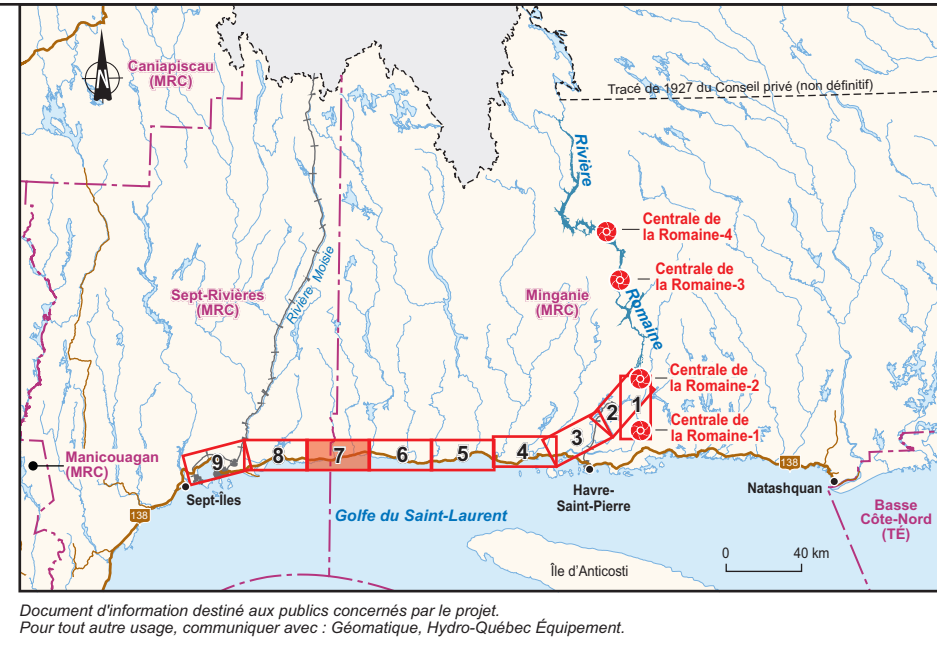 N
Caniapiscau
(MRC)
Tracé de 1927 du Conseil privé (non définitif)
Rivière
Centrale de
la Romaine-4
Centrale de
la Romaine-3
Sept-Rivières
(MRC)
Rivière Moisie
Minganie
(MRC)
Romaine
Centrale de
la Romaine-2
Centrale de
la Romaine-1
1
2
3
4
5
6
7
8
9
Manicouagan
(MRC)
138
Sept-Îles
138
Havre-
Saint-Pierre
Natashquan
Basse
Côte-Nord
(TÉ)
Golfe du Saint-Laurent
0 40 km
Île d'Anticosti
Document d'information destiné aux publics concernés par le projet.
Pour tout autre usage, communiquer avec : Géomatique, Hydro-Québec Équipement.